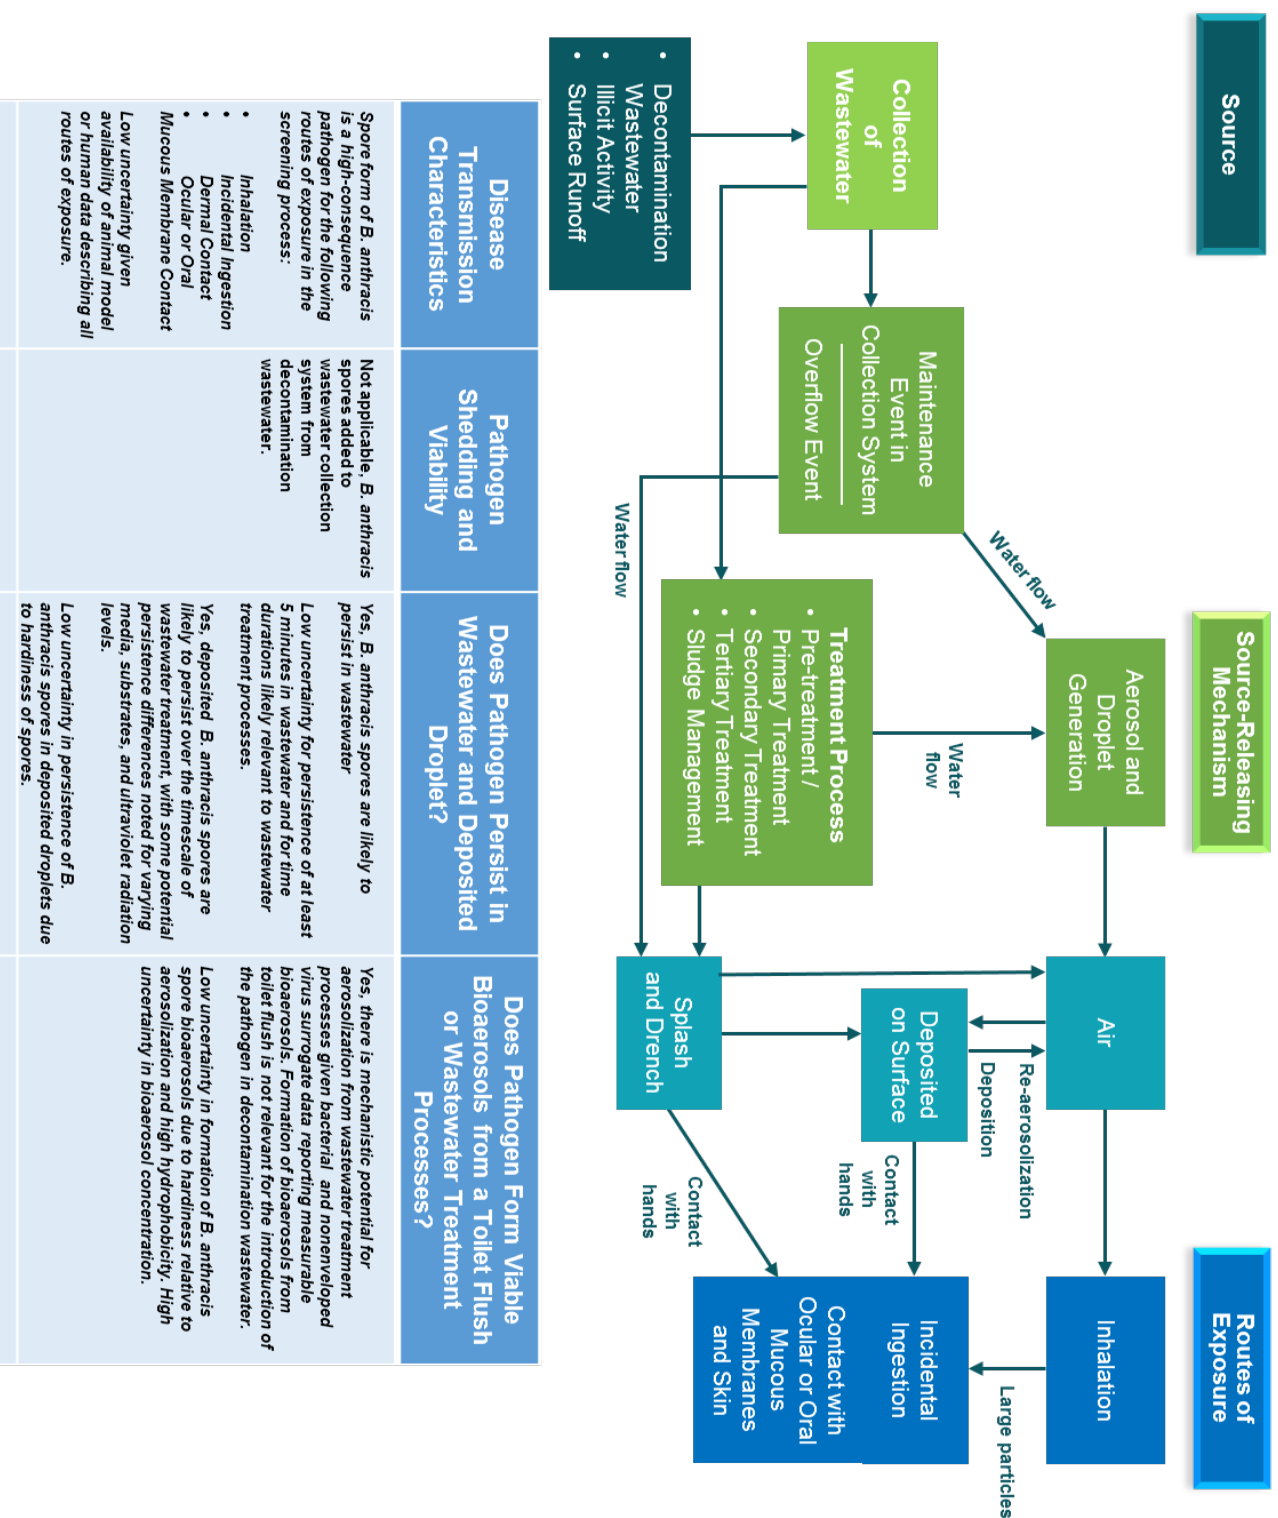 Source
Source-Releasing
Mechanism
Routes of
Exposure
Collection
of
Wastewater
• Decontamination
Wastewater
• Illicit Activity
• Surface Runoff
Maintenance
Event in
Collection System
Overflow Event
Water flow
Water flow
Treatment Process
• Pre-treatment /
Primary Treatment
• Secondary Treatment
• Tertiary Treatment
• Sludge Management
Water
flow
Aerosol and
Droplet
Generation
Air
Re-aerosolization
Deposition
Deposited
on Surface
Splash
and Drench
Contact
with
hands
Contact
with
hands
Inhalation
Large particles
Incidental
Ingestion
Contact with
Ocular or Oral
Mucous
Membranes
and Skin
Disease
Transmission
Characteristics
Spore form of B. anthracis
is a high-consequence
pathogen for the following
routes of exposure in the
screening process:
• Inhalation
• Incidental Ingestion
• Dermal Contact
• Ocular or Oral
Mucous Membrane Contact
Low uncertainty given
availability of animal model
or human data describing all
routes of exposure.
Pathogen
Shedding and
Viability
Not applicable, B. anthracis
spores added to
wastewater collection
system from
decontamination
wastewater.
Does Pathogen Persist in
Wastewater and Deposited
Droplet?
Yes, B. anthracis spores are likely to
persist in wastewater
Low uncertainty for persistence of at least
5 minutes in wastewater and for time
durations likely relevant to wastewater
treatment processes.
Yes, deposited B. anthracis spores are
likely to persist over the timescale of
wastewater treatment, with some potential
persistence differences noted for varying
media, substrates, and ultraviolet radiation
levels.
Low uncertainty in persistence of B.
anthracis spores in deposited droplets due
to hardiness of spores.
Does Pathogen Form Viable
Bioaerosols from a Toilet Flush
or Wastewater Treatment
Processes?
Yes, there is mechanistic potential for
aerosolization from wastewater treatment
processes given bacterial and nonenveloped
virus surrogate data reporting measurable
bioaerosols. Formation of bioaerosols from
toilet flush is not relevant for the introduction of
the pathogen in decontamination wastewater.
Low uncertainty in formation of B. anthracis
spore bioaerosols due to hardiness relative to
aerosolization and high hydrophobicity. High
uncertainty in bioaerosol concentration.